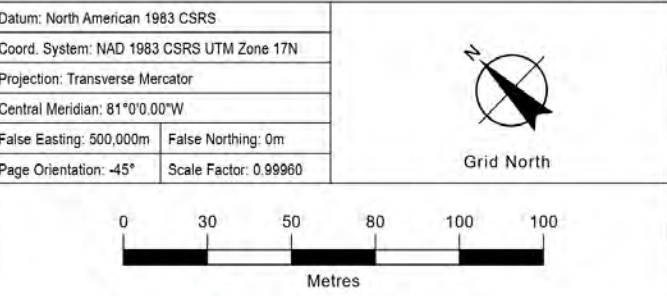 Datum: North American 1983 CSRS
Coord. System: NAD 1983 CSRS UTM Zone 17N
Projection: Transverse Mercator
Central Meridian: 81°0'0.00"W
False Easting: 500,000m False Northing: 0m
Page Orientation: -45° Scale Factor: 0.99960
N
Grid North
0 30 50 80 100 100
Metres